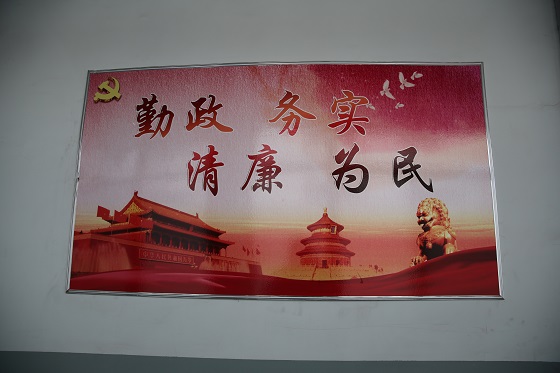 勤政 务实
清廉 为民